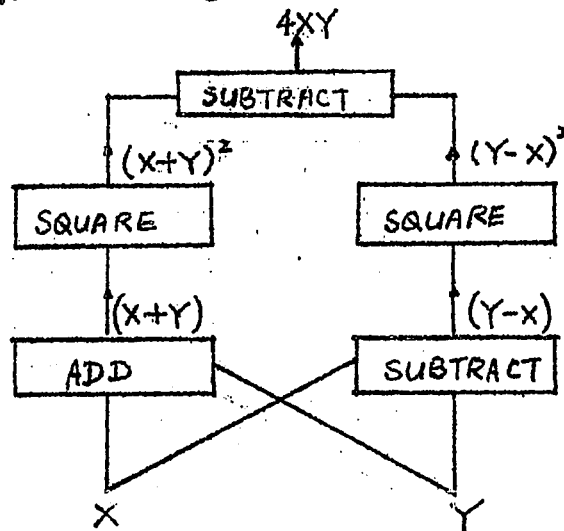 4XY
SUBTRACT
(X+Y)² (Y-X)²
SQUARE SQUARE
(X+Y) (Y-X)
ADD SUBTRACT
X Y